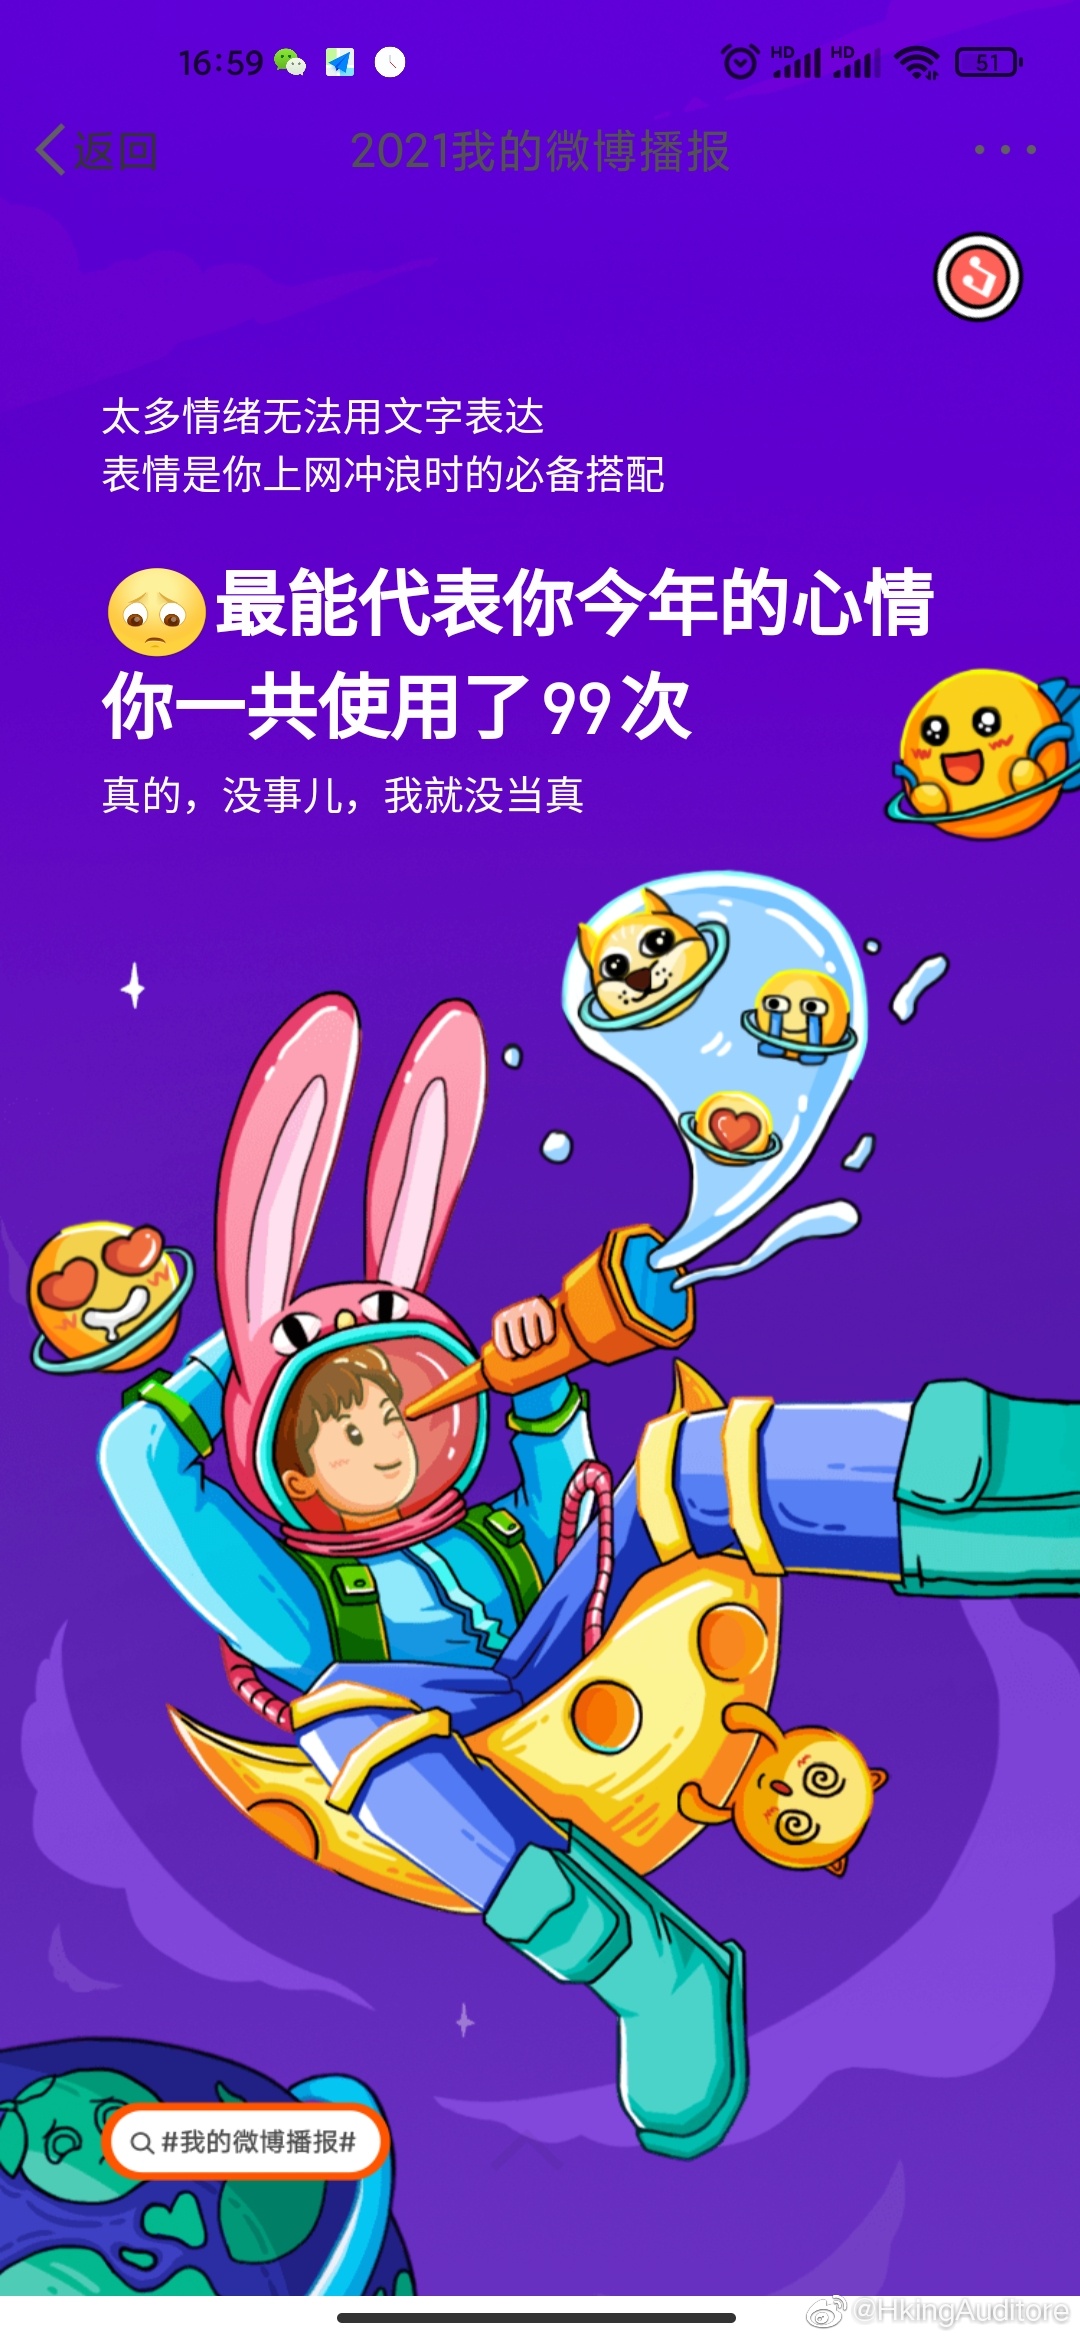 16:59
HD HD 51
返回 2021我的微博播报
太多情绪无法用文字表达
表情是你上网冲浪时的必备搭配
最能代表你今年的心情
你一共使用了99次
真的，没事儿，我就没当真
#我的微博播报#
@HkingAuditore